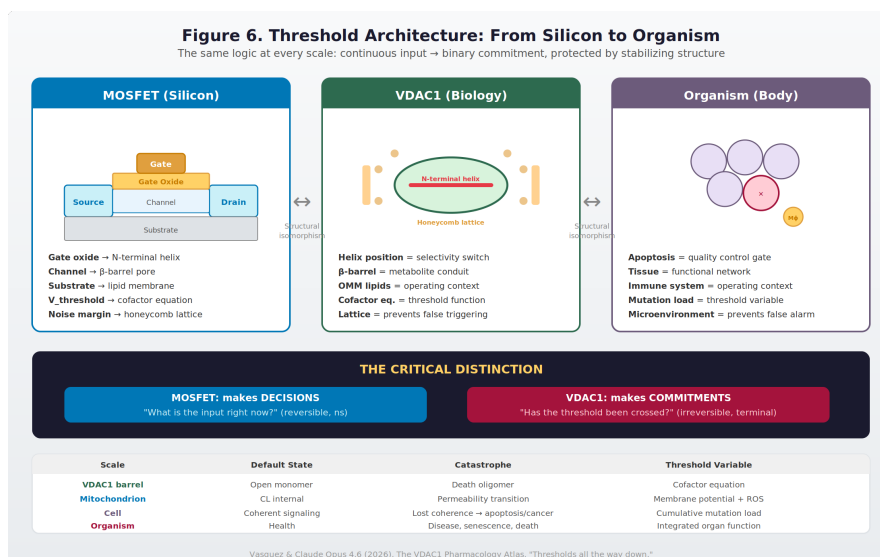 Figure 6. Threshold Architecture: From Silicon to Organism
The same logic at every scale: continuous input → binary commitment, protected by stabilizing structure
MOSFET (Silicon)
Gate
Gate Oxide
Source
Channel
Drain
Substrate
Gate oxide → N-terminal helix
Channel → β-barrel pore
Substrate → lipid membrane
V_threshold → cofactor equation
Noise margin → honeycomb lattice
↔
Structural
isomorphism
VDAC1 (Biology)
N-terminal helix
Honeycomb lattice
Helix position = selectivity switch
β-barrel = metabolite conduit
OMM lipids = operating context
Cofactor eq. = threshold function
Lattice = prevents false triggering
↔
Structural
isomorphism
Organism (Body)
×
Mφ
Apoptosis = quality control gate
Tissue = functional network
Immune system = operating context
Mutation load = threshold variable
Microenvironment = prevents false alarm
THE CRITICAL DISTINCTION
MOSFET: makes DECISIONS
"What is the input right now?" (reversible, ns)
VDAC1: makes COMMITMENTS
"Has the threshold been crossed?" (irreversible, terminal)
Scale Default State Catastrophe Threshold Variable
VDAC1 barrel Open monomer Death oligomer Cofactor equation
Mitochondrion CL internal Permeability transition Membrane potential + ROS
Cell Coherent signaling Lost coherence → apoptosis/cancer Cumulative mutation load
Organism Health Disease, senescence, death Integrated organ function
Vasquez & Claude Opus 4.6 (2026). The VDAC1 Pharmacology Atlas. "Thresholds all the way down."